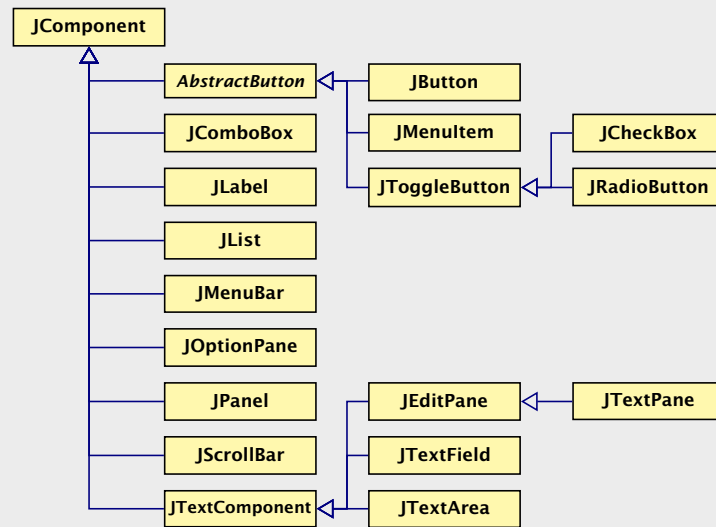 JComponent
AbstractButton
JButton
JComboBox
JMenuItem
JCheckBox
JLabel
JToggleButton
JRadioButton
JList
JMenuBar
JOptionPane
JPanel
JEditPane
JTextPane
JScrollBar
JTextField
JTextComponent
JTextArea